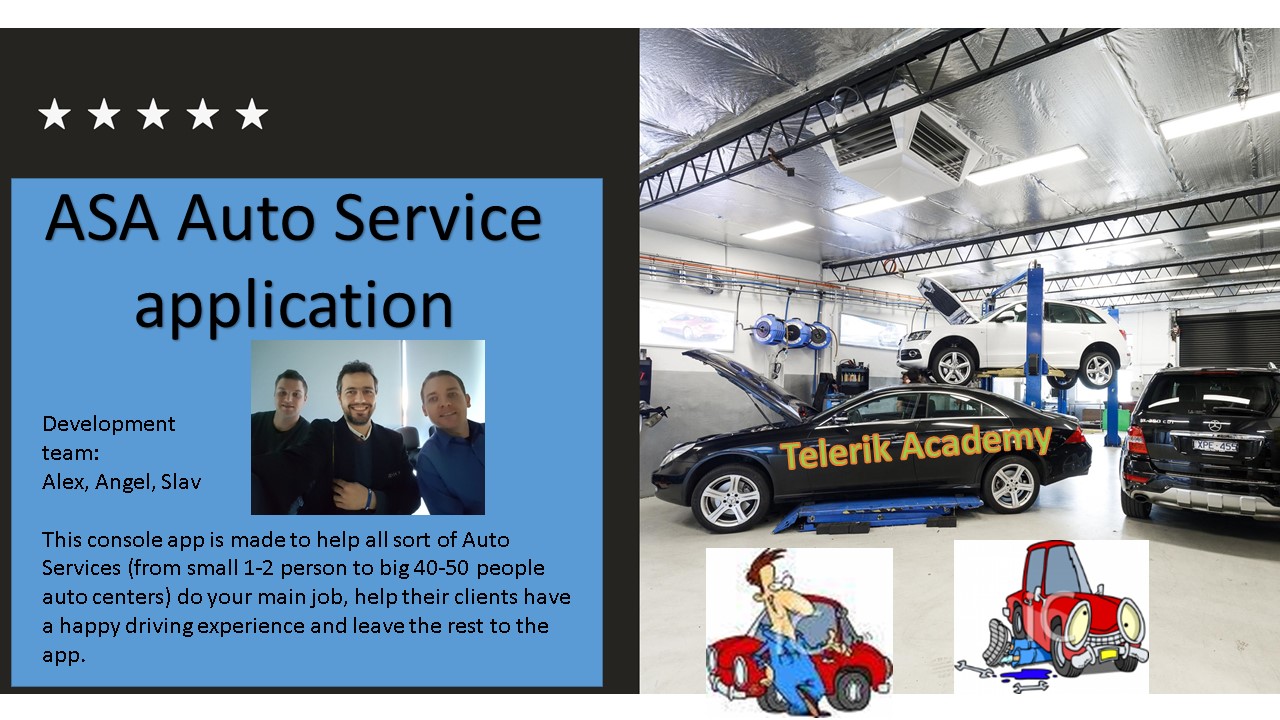 ASA Auto Service
application
Development
team:
Alex, Angel, Slav
This console app is made to help all sort of Auto
Services (from small 1-2 person to big 40-50 people
auto centers) do your main job, help their clients have
a happy driving experience and leave the rest to the
app.
Telerik Academy